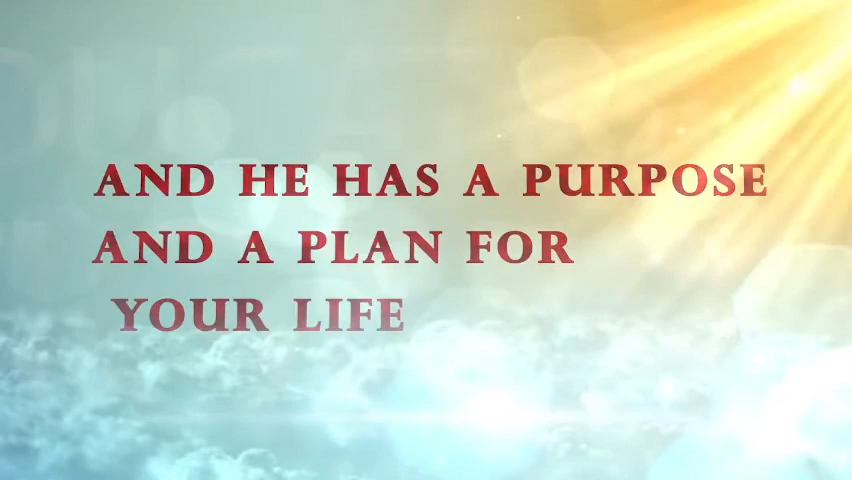 AND HE HAS A PURPOSE
AND A PLAN FOR
YOUR LIFE